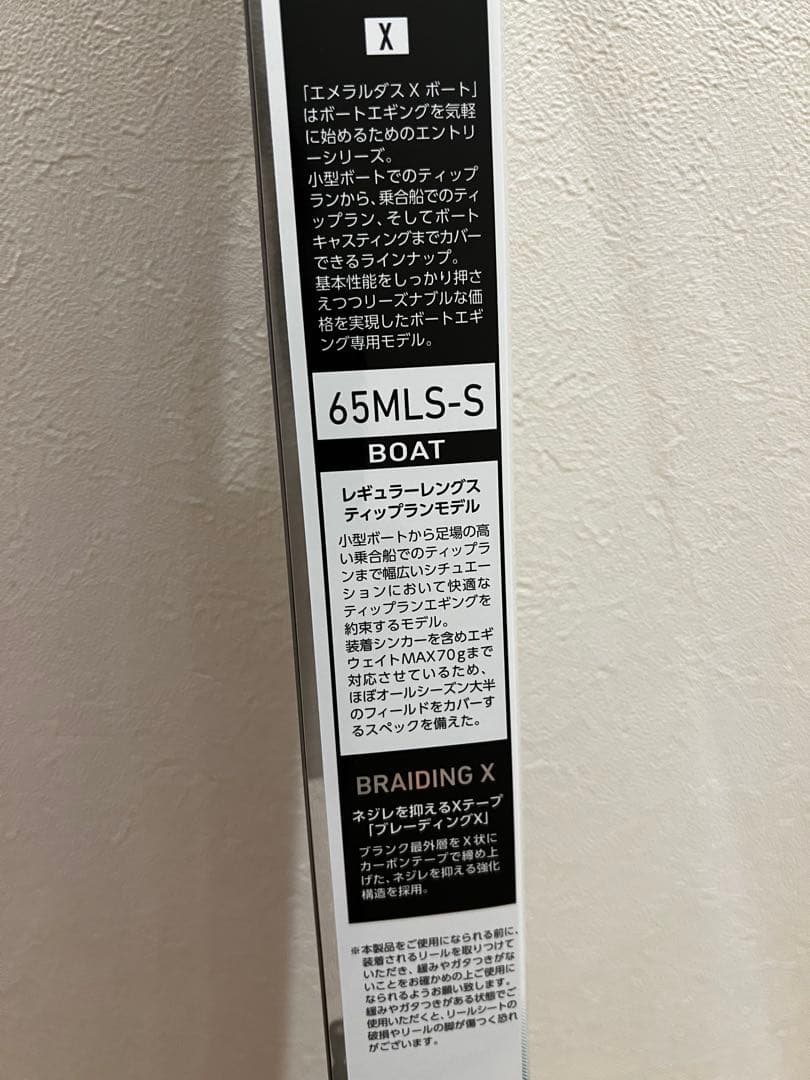 X
「エメラルダス X ボート」
はボートエギングを気軽
に始めるためのエントリ
ーシリーズ。
小型ボートでのティップ
ランから、乗合船でのティ
ップラン、そしてボート
キャスティングまでカバー
できるラインナップ。
基本性能をしっかり押さ
えつつリーズナブルな価
格を実現したボートエギ
ング専用モデル。
65MLS-S
BOAT
レギュラーレングス
ティップランモデル
小型ボートから足場の高
い乗合船でのティップラ
ンまで幅広いシチュエー
ションにおいて快適な
ティップランエギングを
約束するモデル。
装着シンカーを含めエギ
ウェイトMAX70gまで
対応させているため、
ほぼオールシーズン大半
のフィールドをカバーす
るスペックを備えた。
BRAIDING X
ネジレを抑えるXテープ
「ブレーディングX」
ブランク最外層をX状に
カーボンテープで締め上
げた、ネジレを抑える強化
構造を採用。
※本製品をご使用になられる前に、
装着されるリールを取りつけて
いただき、緩みやガタつきがな
いことをお確かめの上ご使用に
なられるようお願い致します。
緩みやガタつきがある状態でご
使用いただくと、リールシートの
破損やリールの脚が傷つく恐れ
がございます。